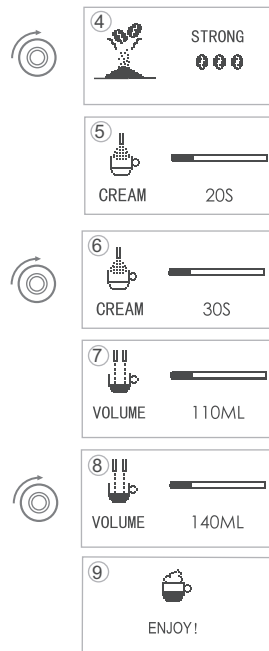 ④
STRONG
⑤
CREAM 20S
⑥
CREAM 30S
⑦
VOLUME 110ML
⑧
VOLUME 140ML
⑨
ENJOY!